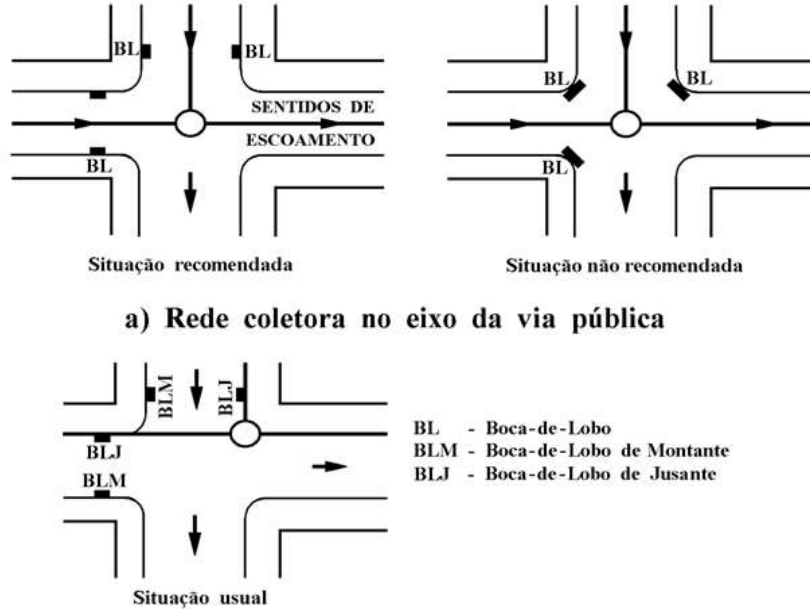 BL BL BL BL
SENTIDOS DE
ESCOAMENTO
BL BL
Situação recomendada Situação não recomendada
a) Rede coletora no eixo da via pública
BLM BLJ
BLJ
BLM
BL - Boca-de-Lobo
BLM - Boca-de-Lobo de Montante
BLJ - Boca-de-Lobo de Jusante
Situação usual